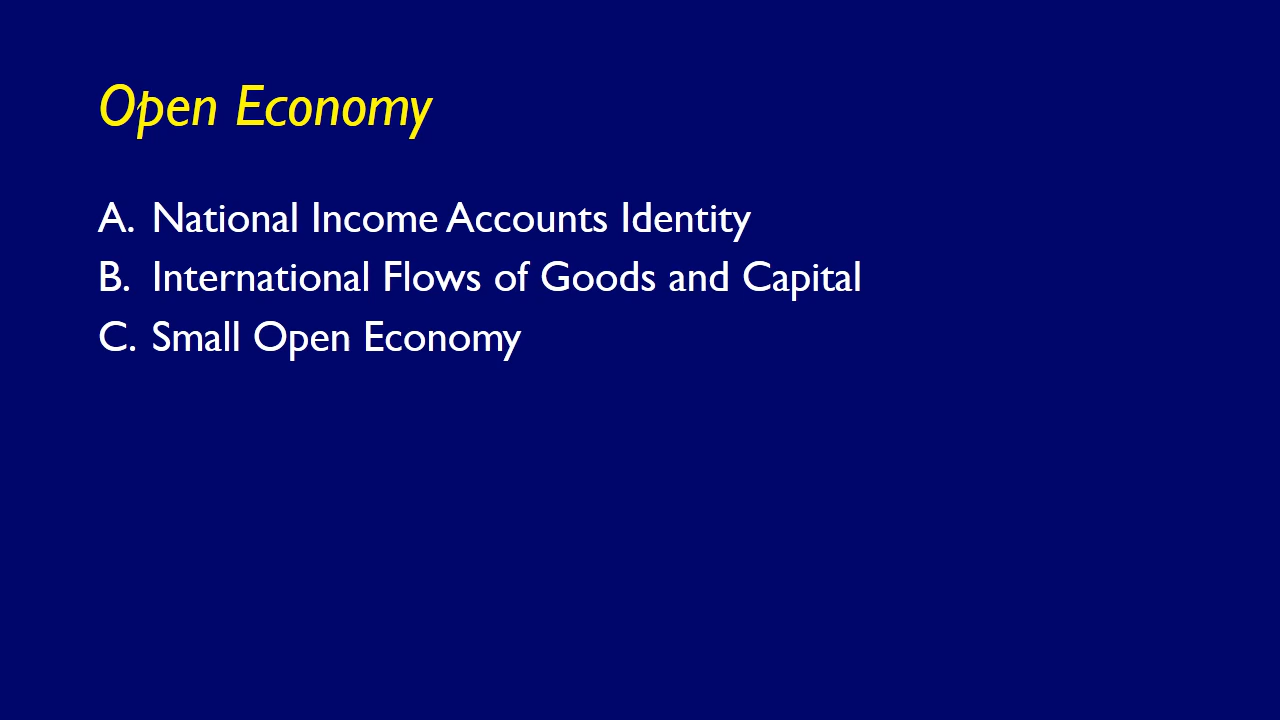 Open Economy
A. National Income Accounts Identity
B. International Flows of Goods and Capital
C. Small Open Economy